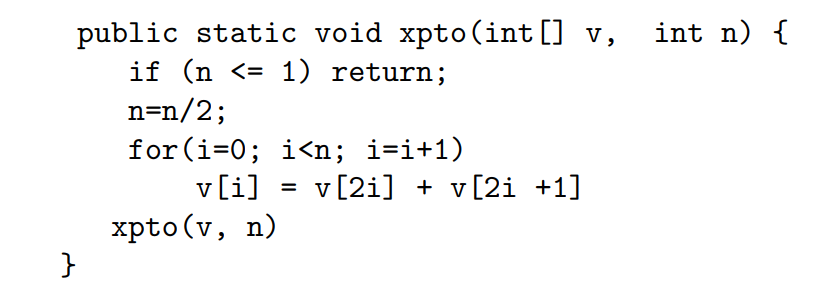 public static void xpto(int[] v,  int n) {
if (n <= 1) return;
n=n/2;
for(i=0; i<n; i=i+1)
v[i] = v[2i] + v[2i +1]
xpto(v, n)
}